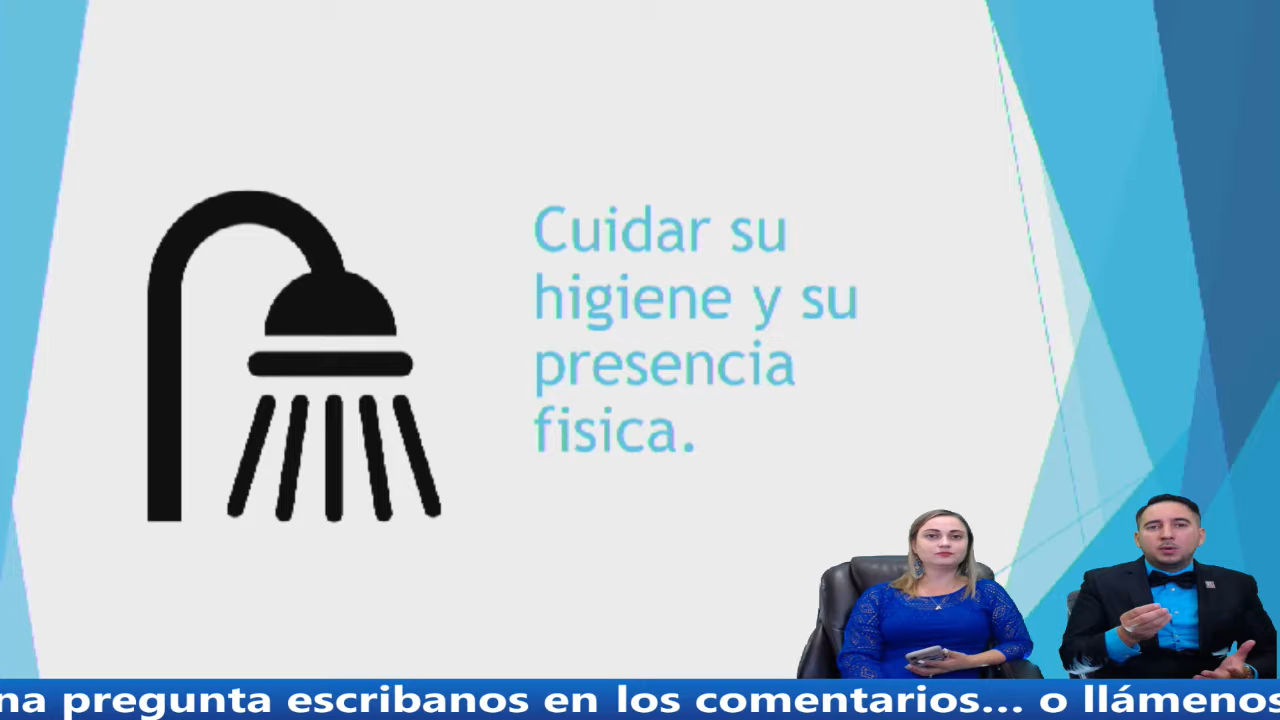 Cuidar su
higiene y su
presencia
fisica.
na pregunta escribanos en los comentarios... o llámenos